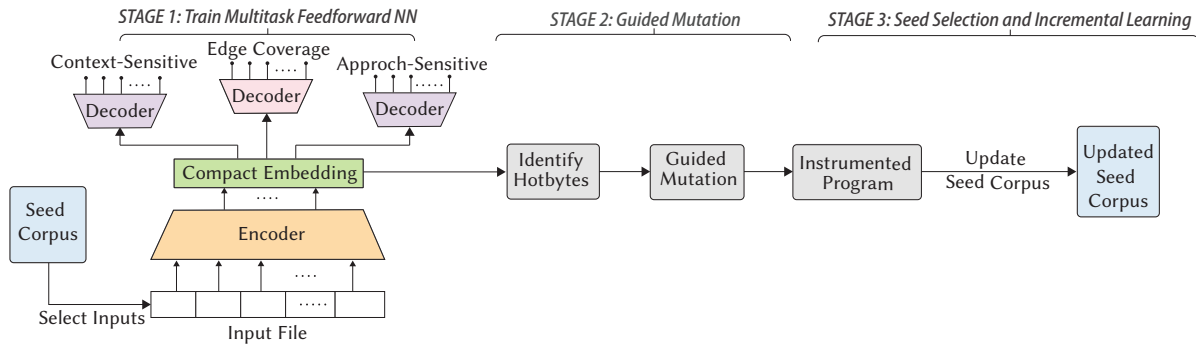 STAGE 1: Train Multitask Feedforward NN
STAGE 2: Guided Mutation
STAGE 3: Seed Selection and Incremental Learning
Context-Sensitive
Edge Coverage
Approch-Sensitive
....
....
.....
Decoder
Decoder
Decoder
Compact Embedding
....
Encoder
....
.....
Input File
Seed
Corpus
Select Inputs
Identify
Hotbytes
Guided
Mutation
Instrumented
Program
Update
Seed Corpus
Updated
Seed
Corpus